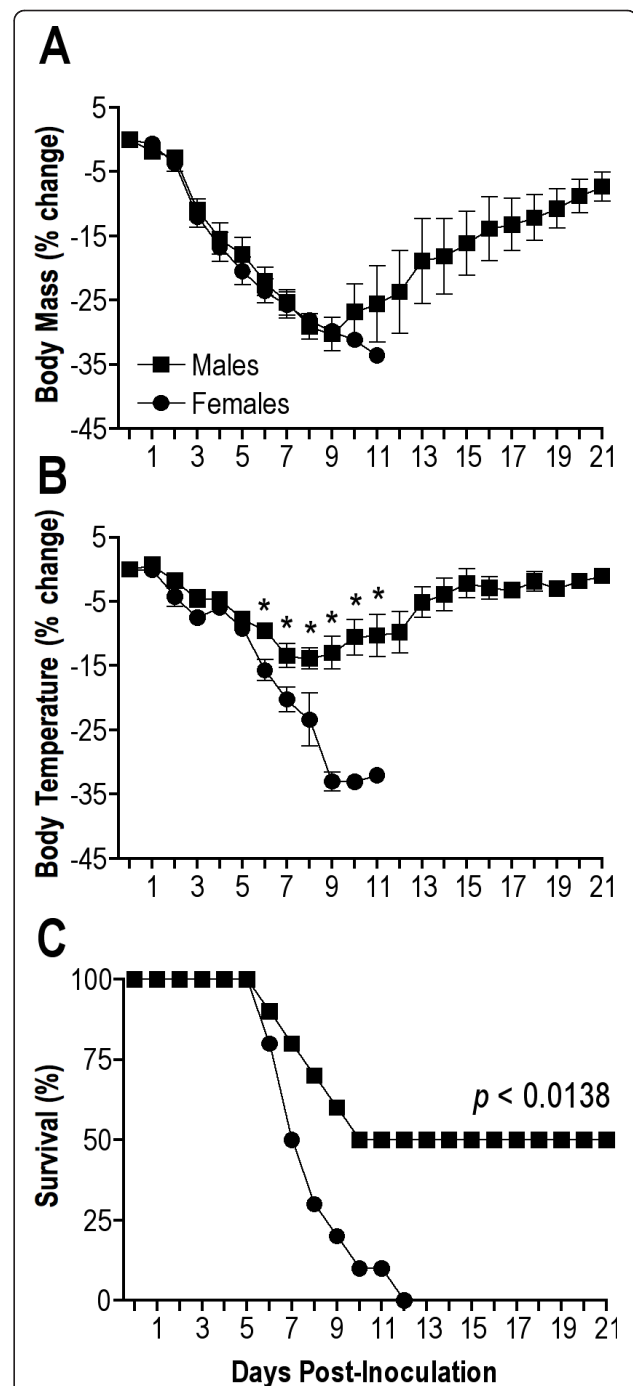 A
Body Mass (% change)
5
-5
-15
-25
-35
-45
Males
Females
1 3 5 7 9 11 13 15 17 19 21
B
Body Temperature (% change)
5
-5
-15
-25
-35
-45
* * * * * *
1 3 5 7 9 11 13 15 17 19 21
C
Survival (%)
100
75
50
25
0
p < 0.0138
1 3 5 7 9 11 13 15 17 19 21
Days Post-Inoculation